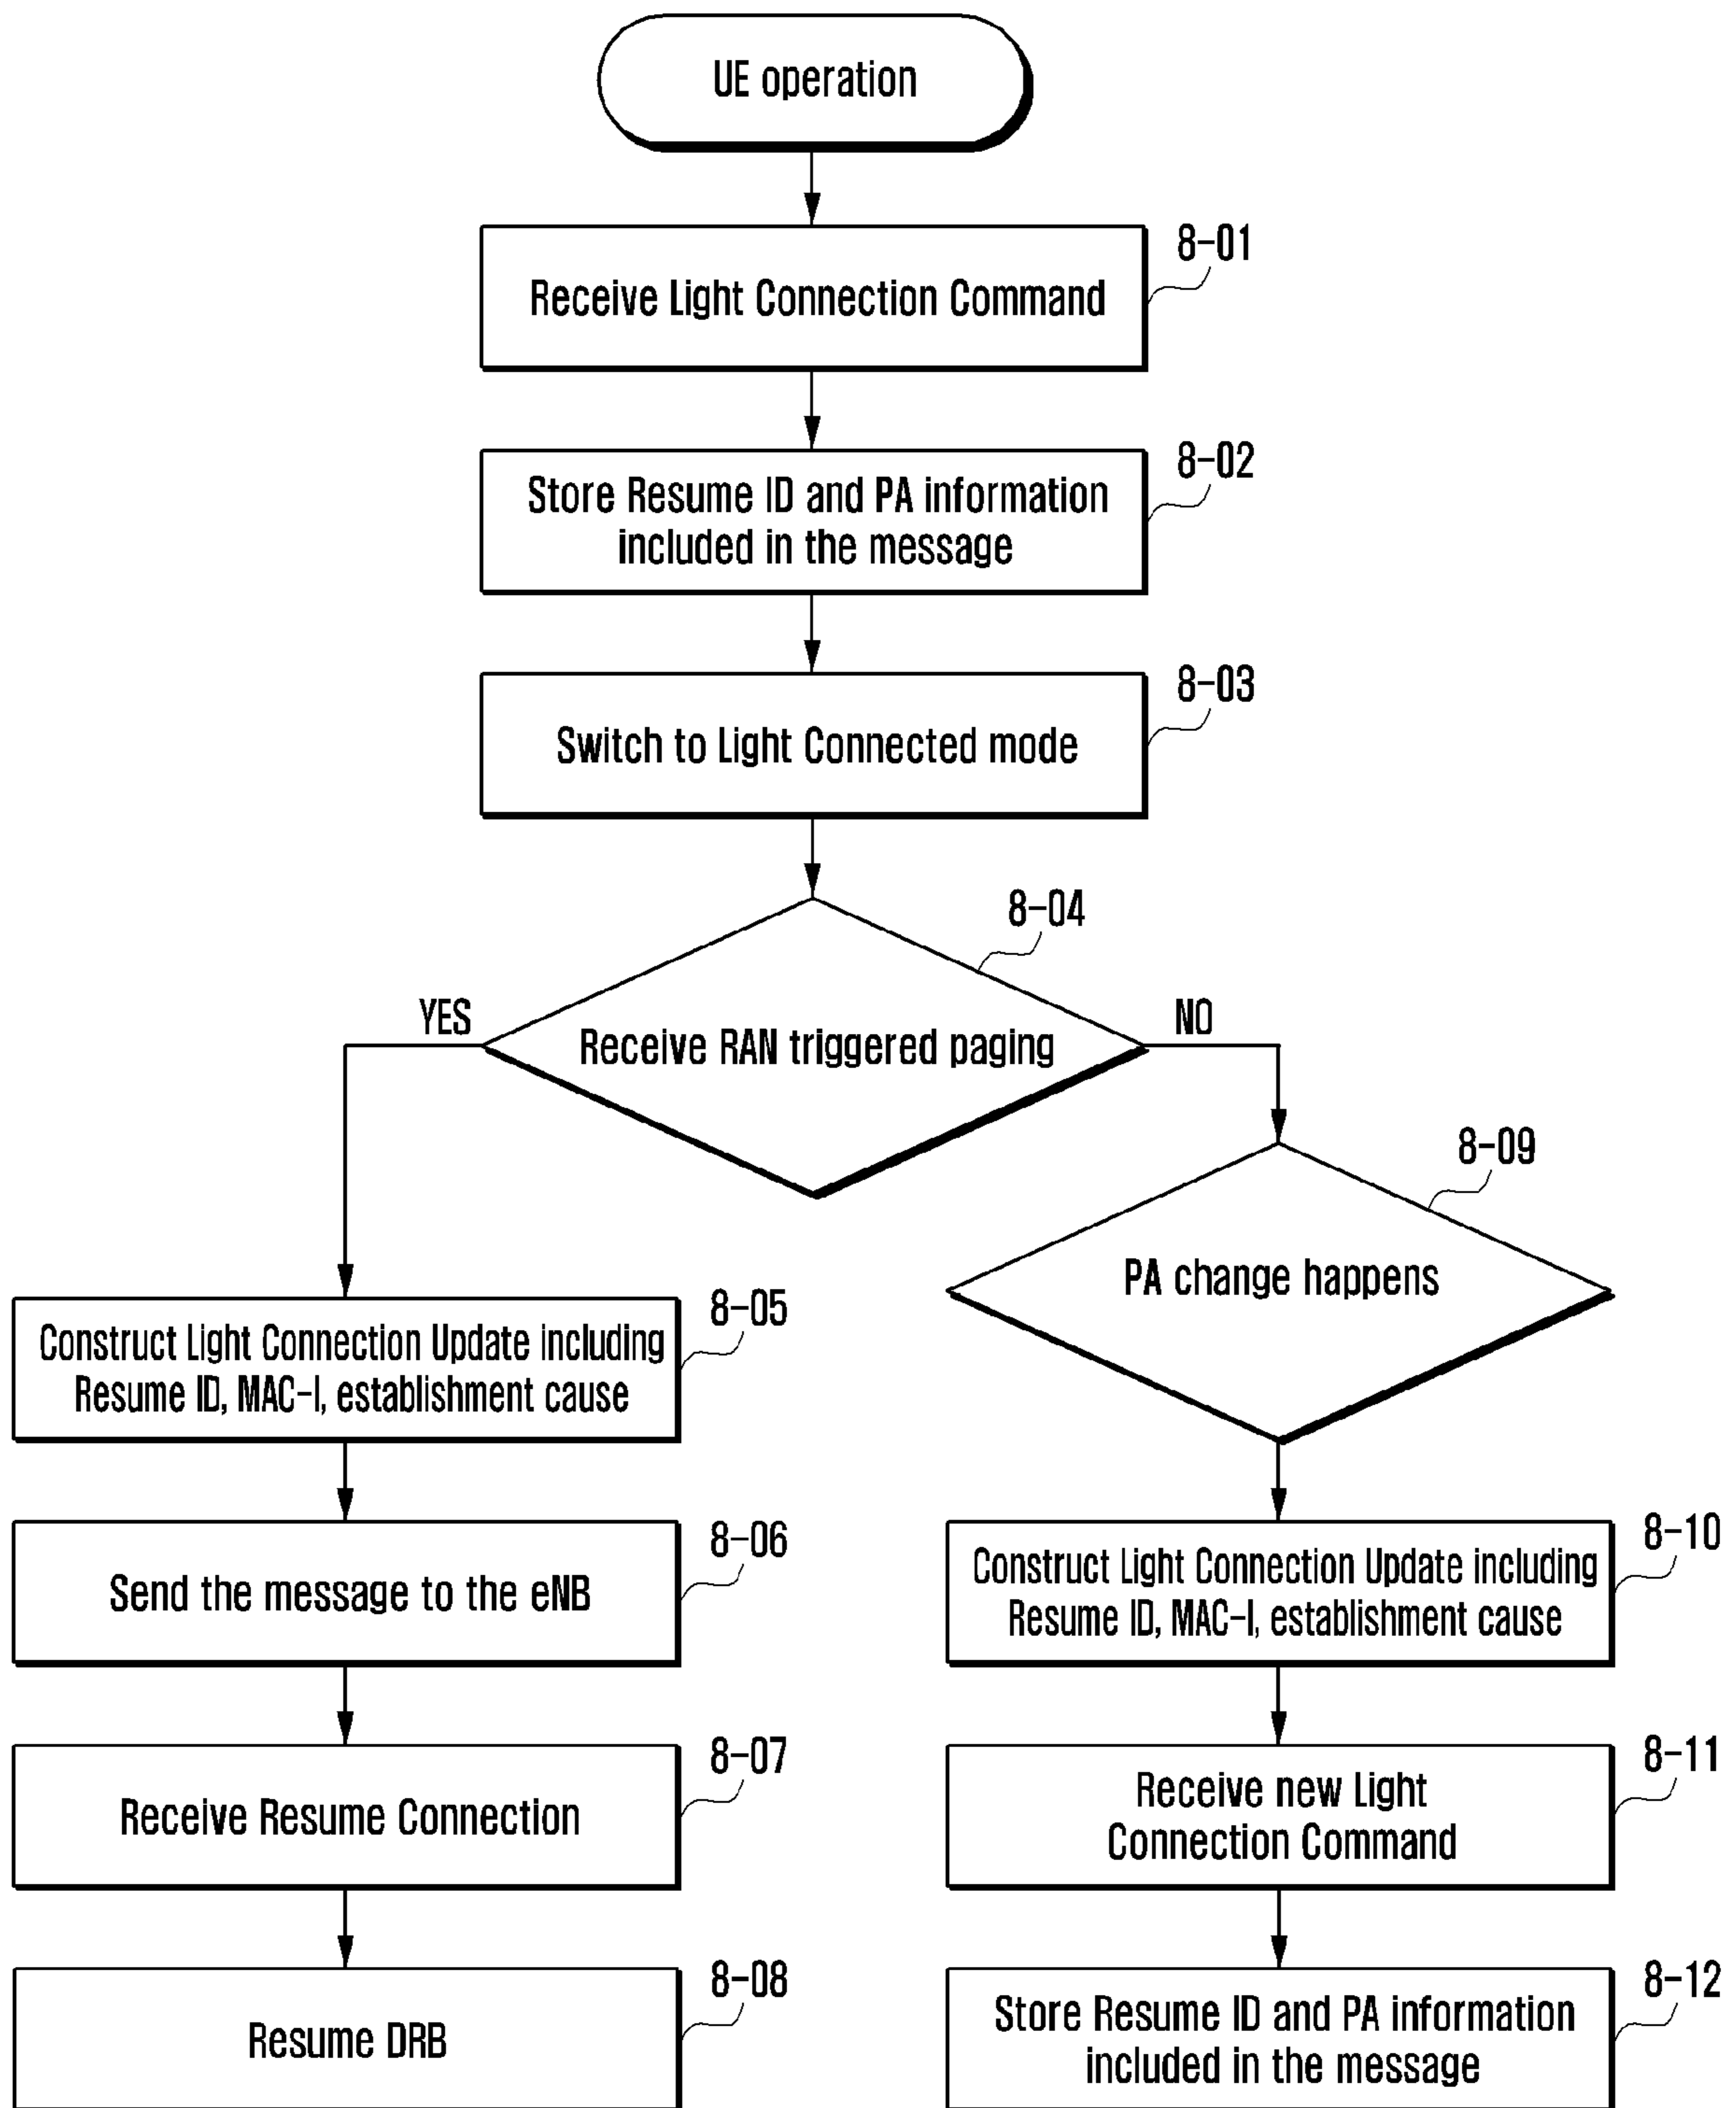 UE operation
8-01
Receive Light Connection Command
8-02
Store Resume ID and PA information
included in the message
8-03
Switch to Light Connected mode
8-04
YES
NO
Receive RAN triggered paging
8-09
PA change happens
8-05
Construct Light Connection Update including
Resume ID, MAC-I, establishment cause
8-06
Send the message to the eNB
8-07
Receive Resume Connection
8-08
Resume DRB
8-10
Construct Light Connection Update including
Resume ID, MAC-I, establishment cause
8-11
Receive new Light
Connection Command
8-12
Store Resume ID and PA information
included in the message